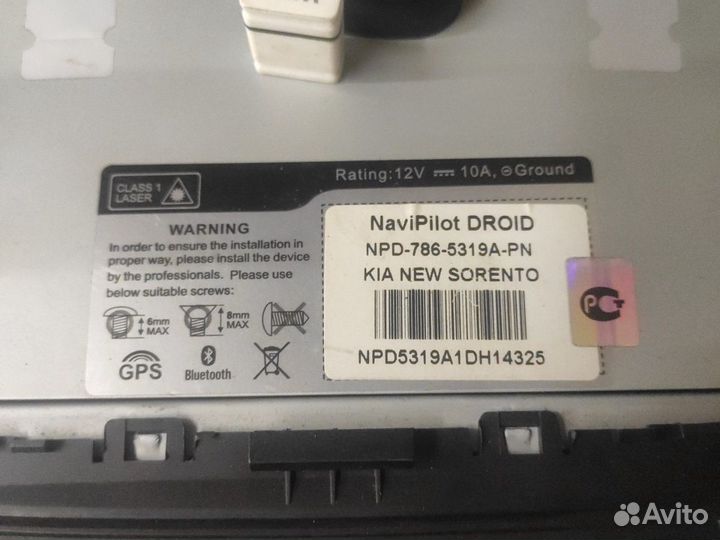 Rating:12V ⎓ 10A, ⊖Ground
CLASS 1
LASER
WARNING
In order to ensure the installation in
proper way, please install the device
by the professionals. Please use
below suitable screws:
6mm
MAX
8mm
MAX
GPS
Bluetooth
NaviPilot DROID
NPD-786-5319A-PN
KIA NEW SORENTO
NPD5319A1DH14325
РСТ
Avito